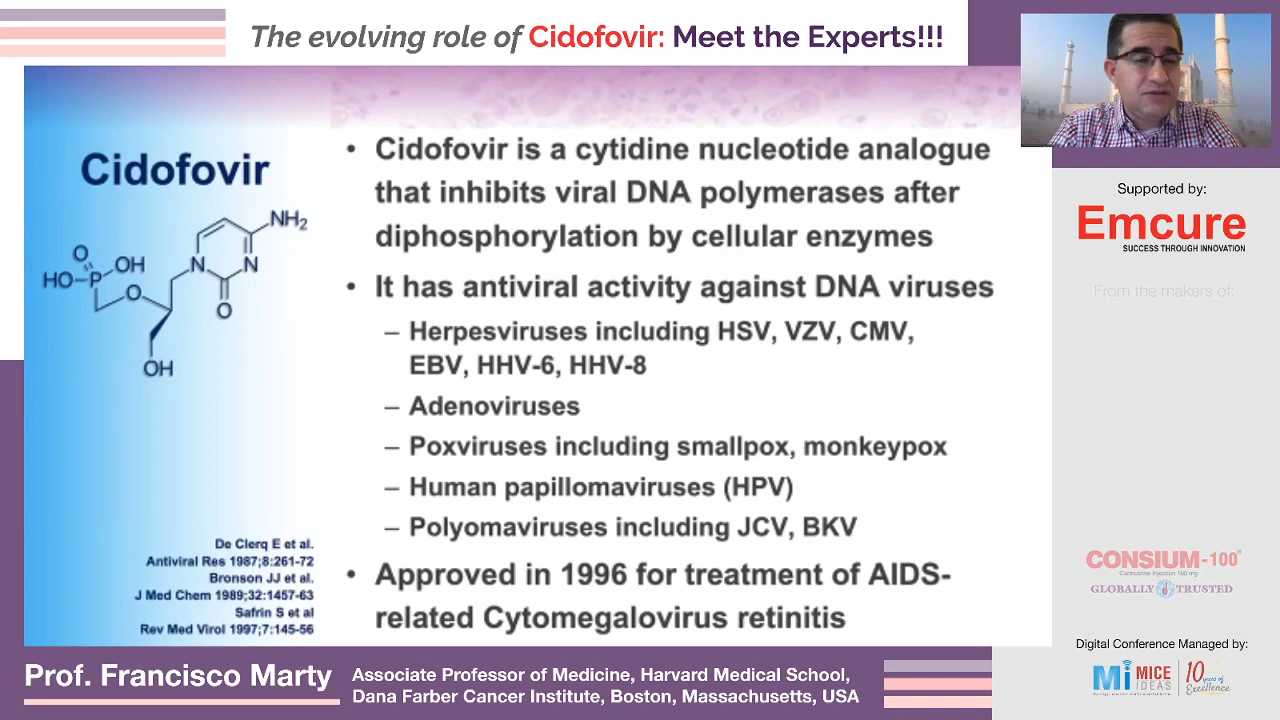 The evolving role of Cidofovir: Meet the Experts!!!
Cidofovir
NH2
O
HO
P
OH
N
N
O
O
OH
De Clerq E et al.
Antiviral Res 1987;8:261-72
Bronson JJ et al.
J Med Chem 1989;32:1457-63
Safrin S et al
Rev Med Virol 1997;7:145-56
• Cidofovir is a cytidine nucleotide analogue
that inhibits viral DNA polymerases after
diphosphorylation by cellular enzymes
• It has antiviral activity against DNA viruses
– Herpesviruses including HSV, VZV, CMV,
EBV, HHV-6, HHV-8
– Adenoviruses
– Poxviruses including smallpox, monkeypox
– Human papillomaviruses (HPV)
– Polyomaviruses including JCV, BKV
• Approved in 1996 for treatment of AIDS-
related Cytomegalovirus retinitis
Supported by:
Emcure
SUCCESS THROUGH INNOVATION
From the makers of:
CONSIUM-100
Carmustine Injection 100 mg
GLOBALLY TRUSTED
Digital Conference Managed by:
Mi MICE
IDEAS
10 years of
Excellence
Prof. Francisco Marty
Associate Professor of Medicine, Harvard Medical School,
Dana Farber Cancer Institute, Boston, Massachusetts, USA